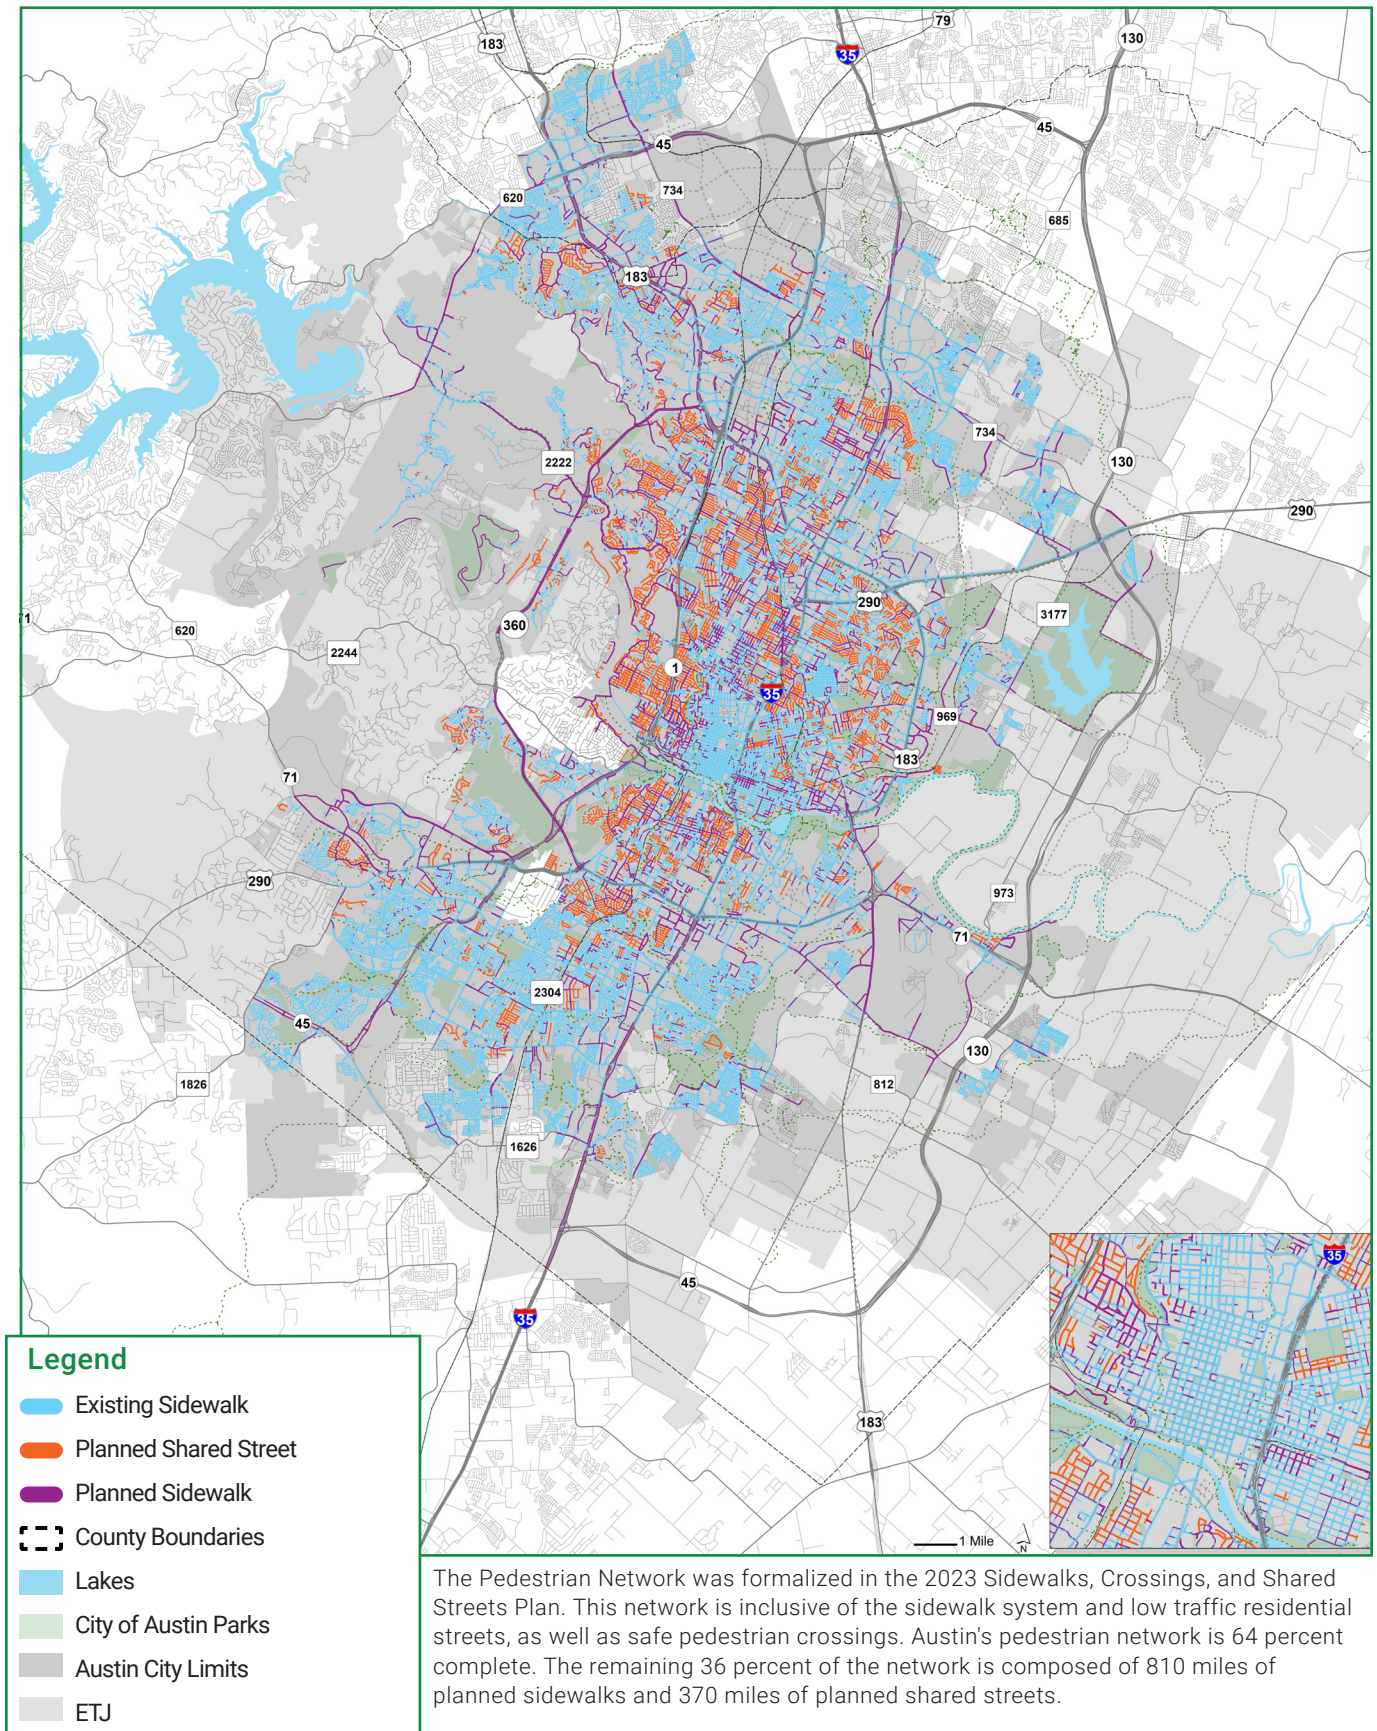 183
79
35
130
45
45
620
734
685
183
734
2222
130
290
290
3177
71
620
360
2244
1
35
969
183
71
290
973
71
2304
45
130
1826
812
1626
45
35
183
1 Mile
N
35
Legend
Existing Sidewalk
Planned Shared Street
Planned Sidewalk
County Boundaries
Lakes
City of Austin Parks
Austin City Limits
ETJ
The Pedestrian Network was formalized in the 2023 Sidewalks, Crossings, and Shared
Streets Plan. This network is inclusive of the sidewalk system and low traffic residential
streets, as well as safe pedestrian crossings. Austin's pedestrian network is 64 percent
complete. The remaining 36 percent of the network is composed of 810 miles of
planned sidewalks and 370 miles of planned shared streets.